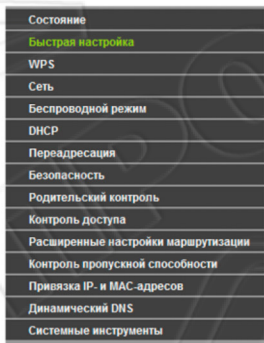 Состояние
Быстрая настройка
WPS
Сеть
Беспроводной режим
DHCP
Переадресация
Безопасность
Родительский контроль
Контроль доступа
Расширенные настройки маршрутизации
Контроль пропускной способности
Привязка IP- и MAC-адресов
Динамический DNS
Системные инструменты